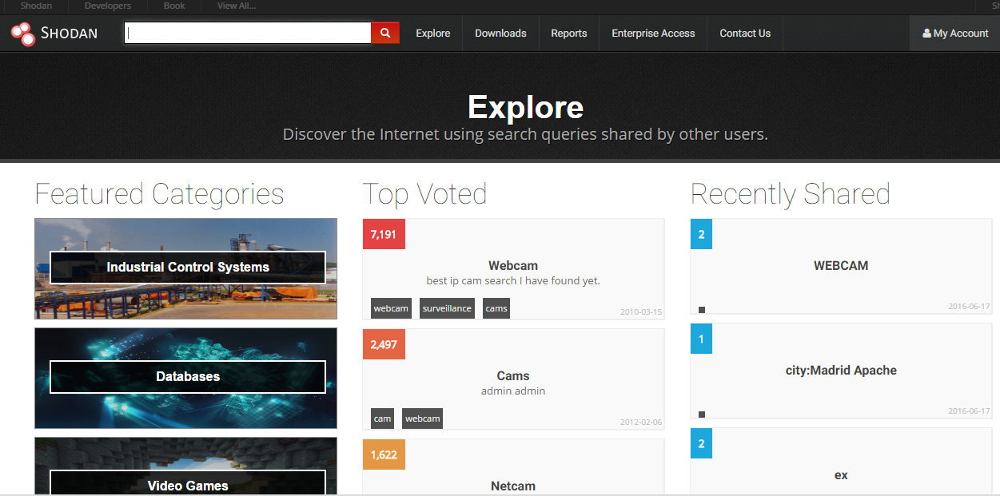 Shodan Developers Book View All...
SHODAN Explore Downloads Reports Enterprise Access Contact Us My Account
Explore
Discover the Internet using search queries shared by other users.
Featured Categories
Industrial Control Systems
Databases
Video Games
Top Voted
7,191
Webcam
best ip cam search I have found yet.
webcam surveillance cams
2010-03-15
2,497
Cams
admin admin
cam webcam
2012-02-06
1,622
Netcam
Recently Shared
2
WEBCAM
2016-06-17
1
city:Madrid Apache
2016-06-17
2
ex